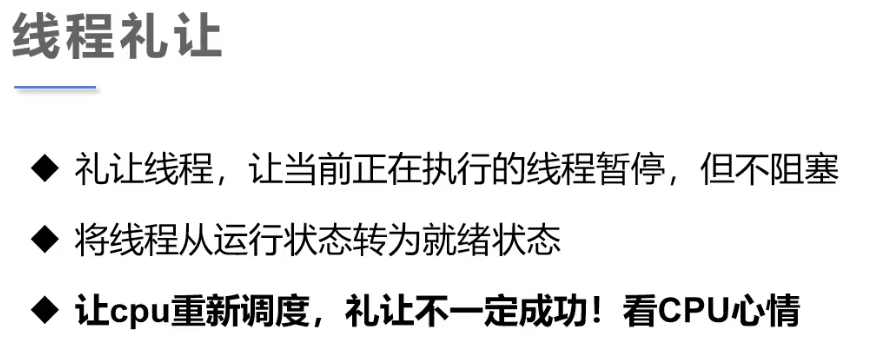 线程礼让
◆ 礼让线程，让当前正在执行的线程暂停，但不阻塞
◆ 将线程从运行状态转为就绪状态
◆ 让cpu重新调度，礼让不一定成功！看CPU心情